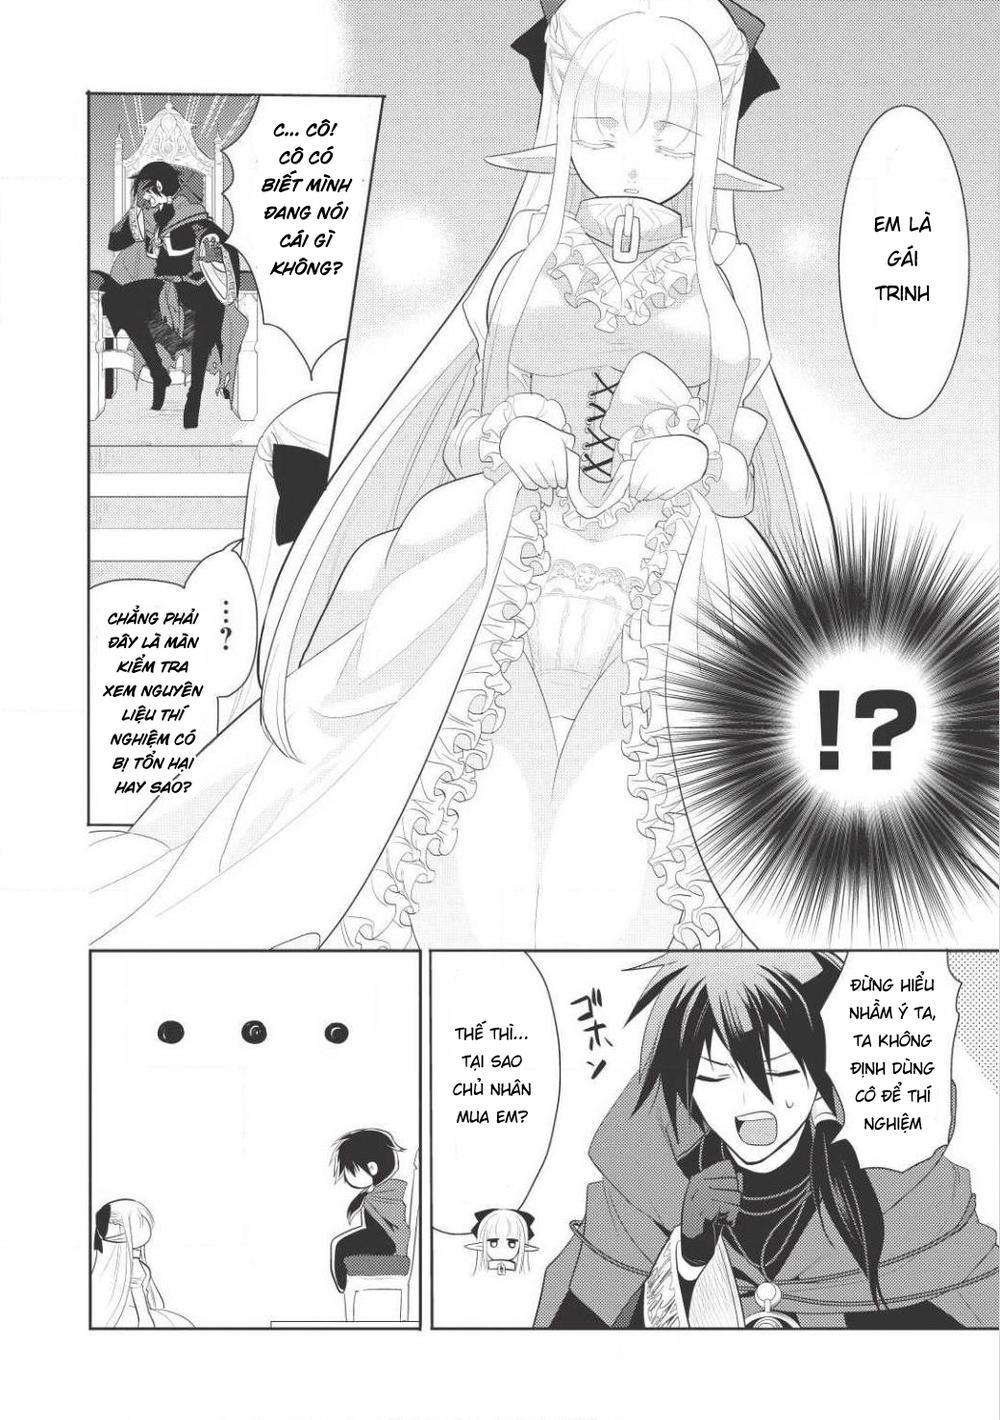 EM LÀ
GÁI
TRINH
!?
C... CÔ!
CÔ CÓ
BIẾT MÌNH
ĐANG NÓI
CÁI GÌ
KHÔNG?
...?
CHẲNG PHẢI
ĐÂY LÀ MÀN
KIỂM TRA
XEM NGUYÊN
LIỆU THÍ
NGHIỆM CÓ
BỊ TỔN HẠI
HAY SAO?
ĐỪNG HIỂU
NHẦM Ý TA,
TA KHÔNG
ĐỊNH DÙNG
CÔ ĐỂ THÍ
NGHIỆM
ゴホン
THẾ THÌ...
TẠI SAO
CHỦ NHÂN
MUA EM?